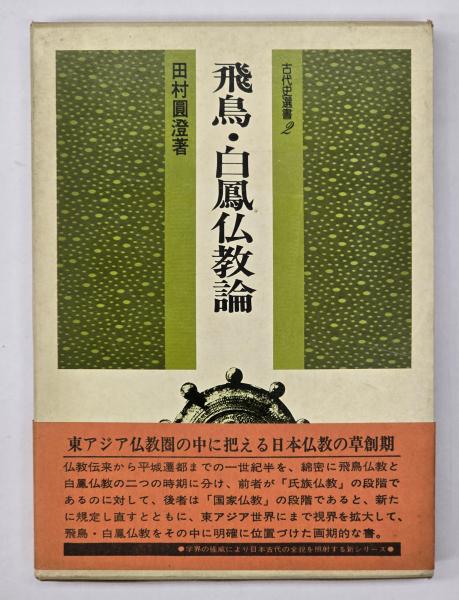 古代史選書2
飛鳥・白鳳仏教論
田村圓澄著
東アジア仏教圏の中に把える日本仏教の草創期
仏教伝来から平城遷都までの一世紀半を、綿密に飛鳥仏教と
白鳳仏教の二つの時期に分け、前者が「氏族仏教」の段階で
あるのに対して、後者は「国家仏教」の段階であると、新た
に規定し直すとともに、東アジア世界にまで視界を拡大して、
飛鳥・白鳳仏教をその中に明確に位置づけた画期的な書。
●学界の権威により日本古代の全貌を照射する新シリーズ●